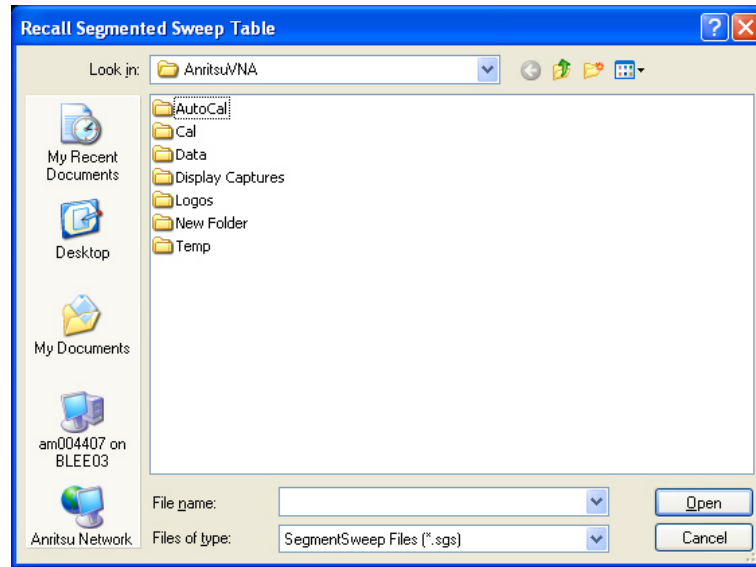 Recall Segmented Sweep Table
Look in:
AnritsuVNA
My Recent
Documents
Desktop
My Documents
am004407 on
BLEE03
Anritsu Network
AutoCal
Cal
Data
Display Captures
Logos
New Folder
Temp
File name:
Open
Files of type:
SegmentSweep Files (*.sgs)
Cancel